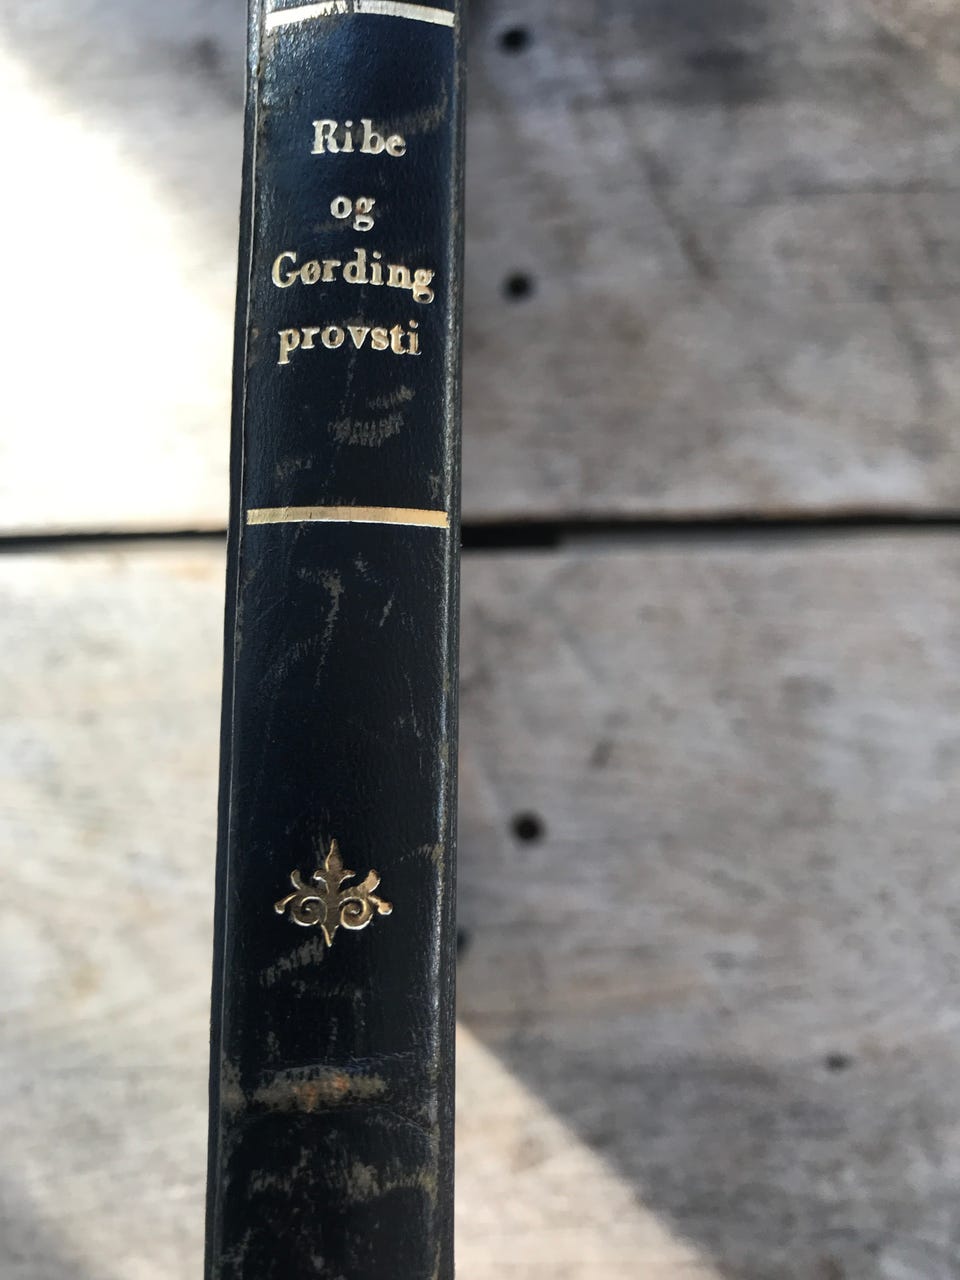 Ribe
og
Gørding
provsti